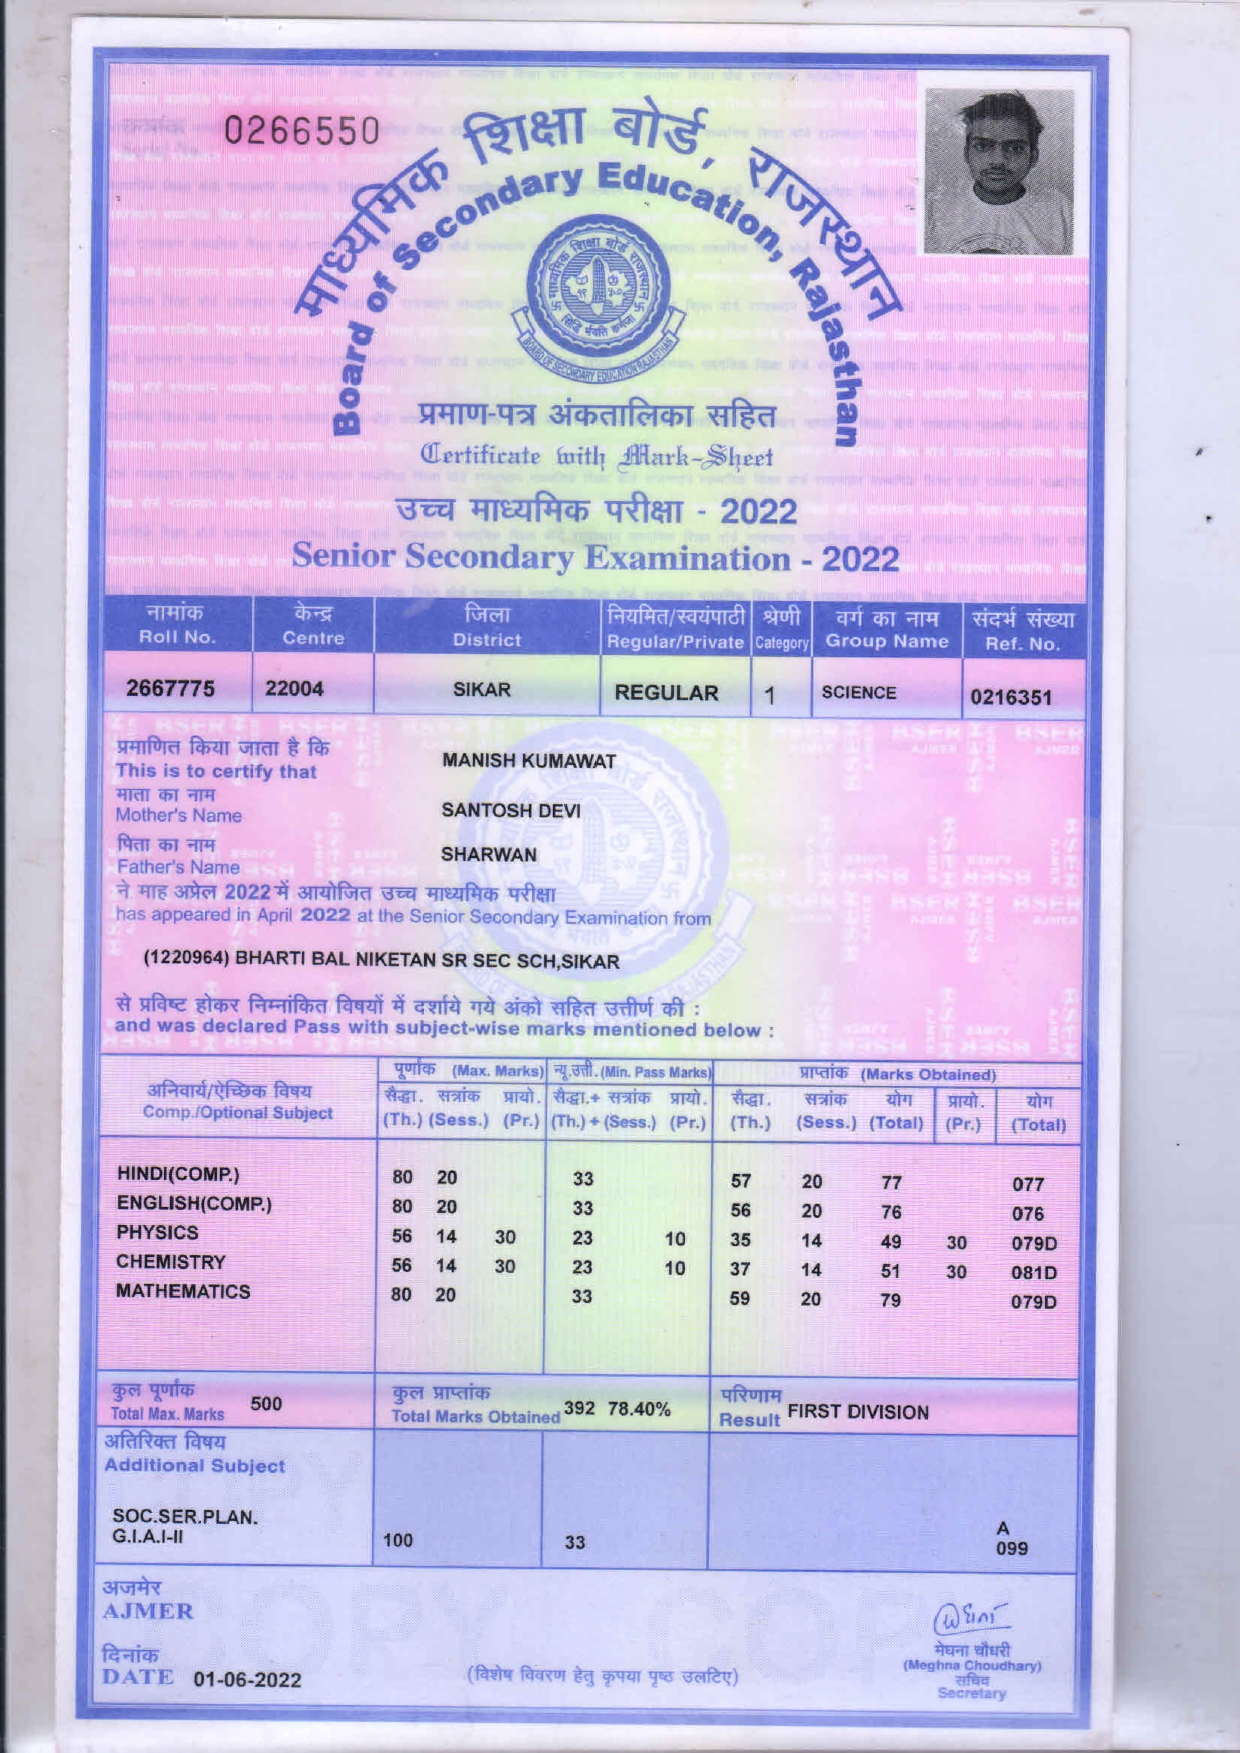 क्रमांक 0266550
माध्यमिक शिक्षा बोर्ड, राजस्थान
Board of Secondary Education, Rajasthan
माध्यमिक शिक्षा बोर्ड राजस्थान
सिद्धि र्भवति कर्मजा
BOARD OF SECONDARY EDUCATION RAJASTHAN
प्रमाण-पत्र अंकतालिका सहित
Certificate with Mark-Sheet
उच्च माध्यमिक परीक्षा - 2022
Senior Secondary Examination - 2022
नामांक केन्द्र जिला नियमित/स्वयंपाठी श्रेणी वर्ग का नाम संदर्भ संख्या
Roll No. Centre District Regular/Private Category Group Name Ref. No.
2667775 22004 SIKAR REGULAR 1 SCIENCE 0216351
प्रमाणित किया जाता है कि
This is to certify that MANISH KUMAWAT
माता का नाम
Mother's Name SANTOSH DEVI
पिता का नाम
Father's Name SHARWAN
ने माह अप्रेल 2022 में आयोजित उच्च माध्यमिक परीक्षा
has appeared in April 2022 at the Senior Secondary Examination from
(1220964) BHARTI BAL NIKETAN SR SEC SCH,SIKAR
से प्रविष्ट होकर निम्नांकित विषयों में दर्शाये गये अंको सहित उत्तीर्ण की :
and was declared Pass with subject-wise marks mentioned below :
अनिवार्य/ऐच्छिक विषय
Comp./Optional Subject
पूर्णांक (Max. Marks) न्यू.उत्ती. (Min. Pass Marks) प्राप्तांक (Marks Obtained)
सैद्धा. सत्रांक प्रायो. सैद्धा.+ सत्रांक प्रायो. सैद्धा. सत्रांक योग प्रायो. योग
(Th.) (Sess.) (Pr.) (Th.) + (Sess.) (Pr.) (Th.) (Sess.) (Total) (Pr.) (Total)
HINDI(COMP.) 80 20 33 57 20 77 077
ENGLISH(COMP.) 80 20 33 56 20 76 076
PHYSICS 56 14 30 23 10 35 14 49 30 079D
CHEMISTRY 56 14 30 23 10 37 14 51 30 081D
MATHEMATICS 80 20 33 59 20 79 079D
कुल पूर्णांक
Total Max. Marks 500
कुल प्राप्तांक
Total Marks Obtained 392 78.40%
परिणाम
Result FIRST DIVISION
अतिरिक्त विषय
Additional Subject
SOC.SER.PLAN. A
G.I.A.I-II 100 33 099
अजमेर
AJMER
दिनांक
DATE 01-06-2022
(विशेष विवरण हेतु कृपया पृष्ठ उलटिए)
मेघना चौधरी
(Meghna Choudhary)
सचिव
Secretary